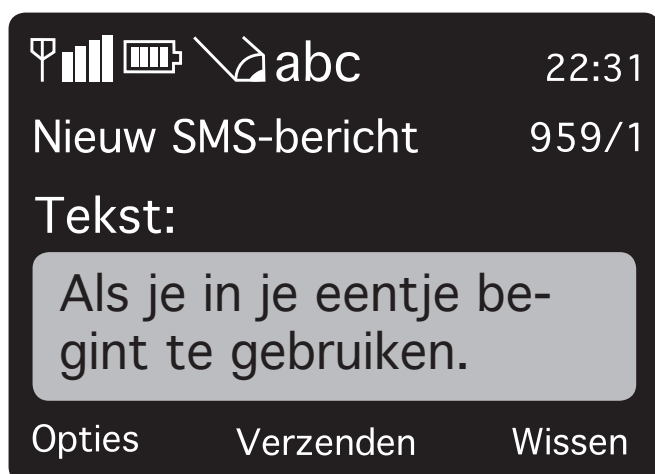 abc 22:31
Nieuw SMS-bericht 959/1
Tekst:
Als je in je eentje be-
gint te gebruiken.
Opties Verzenden Wissen